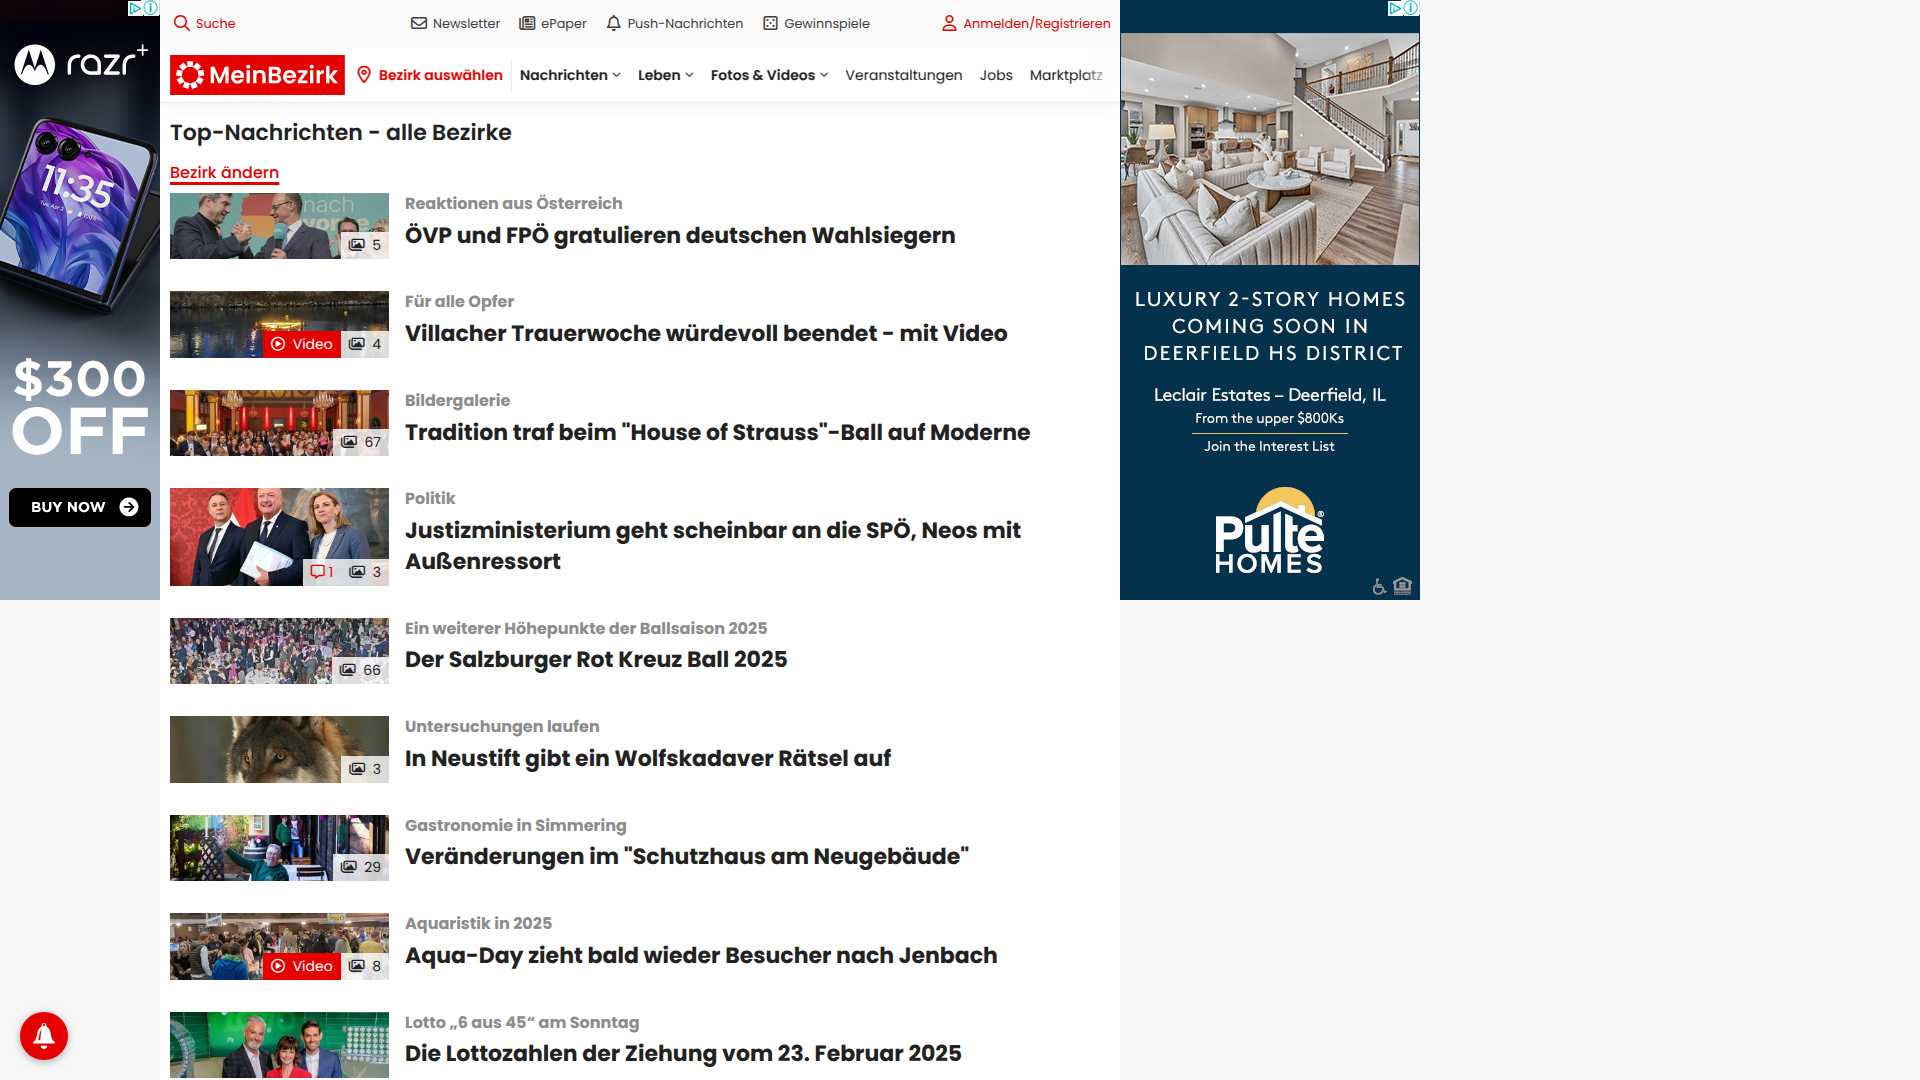 Suche
Newsletter
ePaper
Push-Nachrichten
Gewinnspiele
Anmelden/Registrieren
MeinBezirk
Bezirk auswählen
Nachrichten
Leben
Fotos & Videos
Veranstaltungen
Jobs
Marktplatz
Top-Nachrichten - alle Bezirke
Bezirk ändern
nach
5
Reaktionen aus Österreich
ÖVP und FPÖ gratulieren deutschen Wahlsiegern
Video 4
Für alle Opfer
Villacher Trauerwoche würdevoll beendet - mit Video
67
Bildergalerie
Tradition traf beim "House of Strauss"-Ball auf Moderne
1 3
Politik
Justizministerium geht scheinbar an die SPÖ, Neos mit
Außenressort
66
Ein weiterer Höhepunkte der Ballsaison 2025
Der Salzburger Rot Kreuz Ball 2025
3
Untersuchungen laufen
In Neustift gibt ein Wolfskadaver Rätsel auf
29
Gastronomie in Simmering
Veränderungen im "Schutzhaus am Neugebäude"
Video 8
Aquaristik in 2025
Aqua-Day zieht bald wieder Besucher nach Jenbach
Lotto „6 aus 45“ am Sonntag
Die Lottozahlen der Ziehung vom 23. Februar 2025
razr+
11:35
$300
OFF
BUY NOW
LUXURY 2-STORY HOMES
COMING SOON IN
DEERFIELD HS DISTRICT
Leclair Estates – Deerfield, IL
From the upper $800Ks
Join the Interest List
Pulte®
HOMES